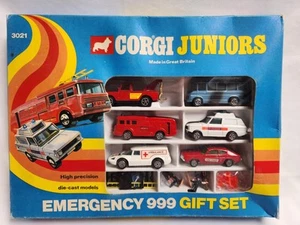 3021
CORGI JUNIORS
Made in Great Britain
High precision
die-cast models
EMERGENCY 999 GIFT SET